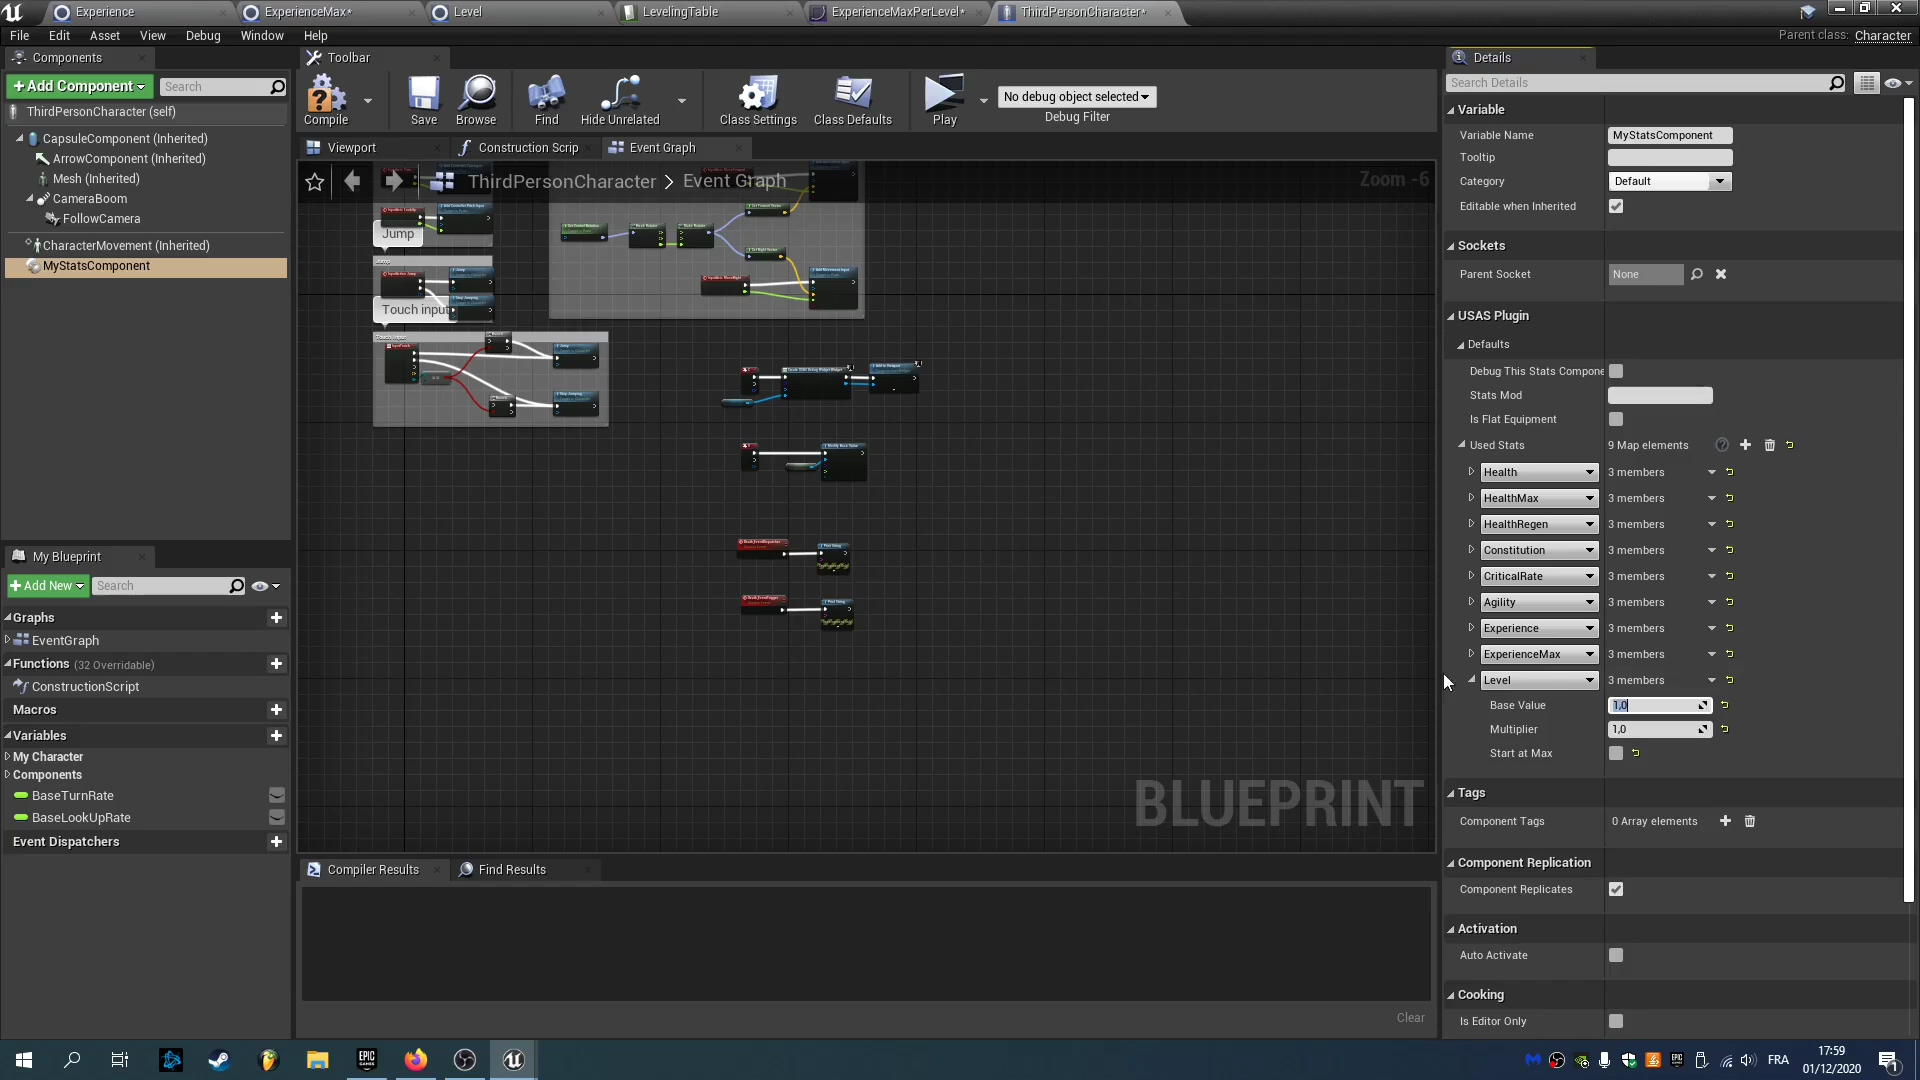 Experience
ExperienceMax*
Level
LevelingTable
ExperienceMaxPerLevel*
ThirdPersonCharacter*
File
Edit
Asset
View
Debug
Window
Help
Parent class: Character
Components
+ Add Component
Search
ThirdPersonCharacter (self)
CapsuleComponent (Inherited)
ArrowComponent (Inherited)
Mesh (Inherited)
CameraBoom
FollowCamera
CharacterMovement (Inherited)
MyStatsComponent
Toolbar
Compile
Save
Browse
Find
Hide Unrelated
Class Settings
Class Defaults
Play
No debug object selected
Debug Filter
Viewport
Construction Scrip
Event Graph
ThirdPersonCharacter > Event Graph
Zoom -6
Jump
Touch input
BLUEPRINT
My Blueprint
+ Add New
Search
Graphs
EventGraph
Functions (32 Overridable)
ConstructionScript
Macros
Variables
My Character
Components
BaseTurnRate
BaseLookUpRate
Event Dispatchers
Compiler Results
Find Results
Clear
Details
Search Details
Variable
Variable Name MyStatsComponent
Tooltip
Category Default
Editable when Inherited
Sockets
Parent Socket None
USAS Plugin
Defaults
Debug This Stats Compone
Stats Mod
Is Flat Equipment
Used Stats 9 Map elements
Health 3 members
HealthMax 3 members
HealthRegen 3 members
Constitution 3 members
CriticalRate 3 members
Agility 3 members
Experience 3 members
ExperienceMax 3 members
Level 3 members
Base Value 1,0
Multiplier 1,0
Start at Max
Tags
Component Tags 0 Array elements
Component Replication
Component Replicates
Activation
Auto Activate
Cooking
Is Editor Only
EPIC GAMES
FRA
17:59
01/12/2020
1